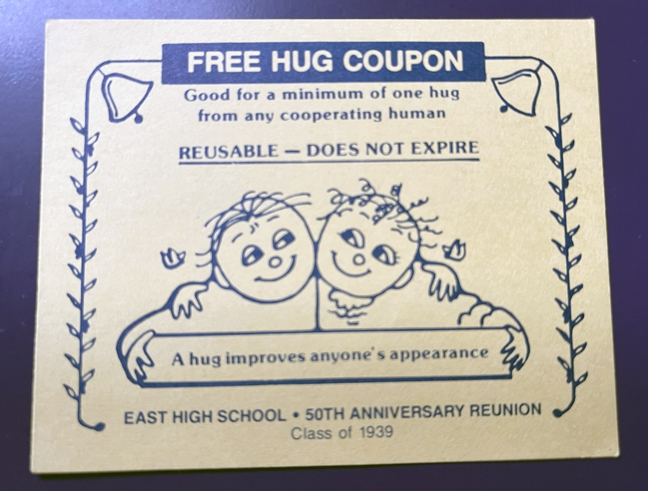 FREE HUG COUPON
Good for a minimum of one hug
from any cooperating human
REUSABLE — DOES NOT EXPIRE
A hug improves anyone's appearance
EAST HIGH SCHOOL • 50TH ANNIVERSARY REUNION
Class of 1939